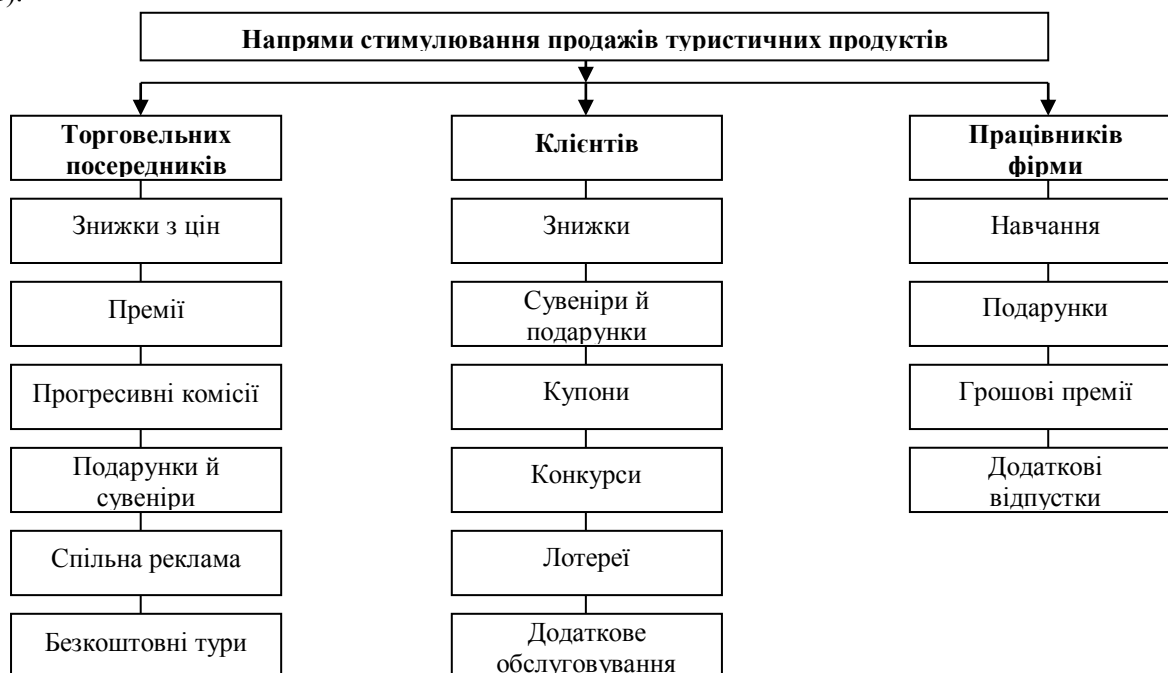 Напрями стимулювання продажів туристичних продуктів
Торговельних
посередників
Знижки з цін
Премії
Прогресивні комісії
Подарунки й
сувеніри
Спільна реклама
Безкоштовні тури
Клієнтів
Знижки
Сувеніри й
подарунки
Купони
Конкурси
Лотереї
Додаткове
обслуговування
Працівників
фірми
Навчання
Подарунки
Грошові премії
Додаткові
відпустки